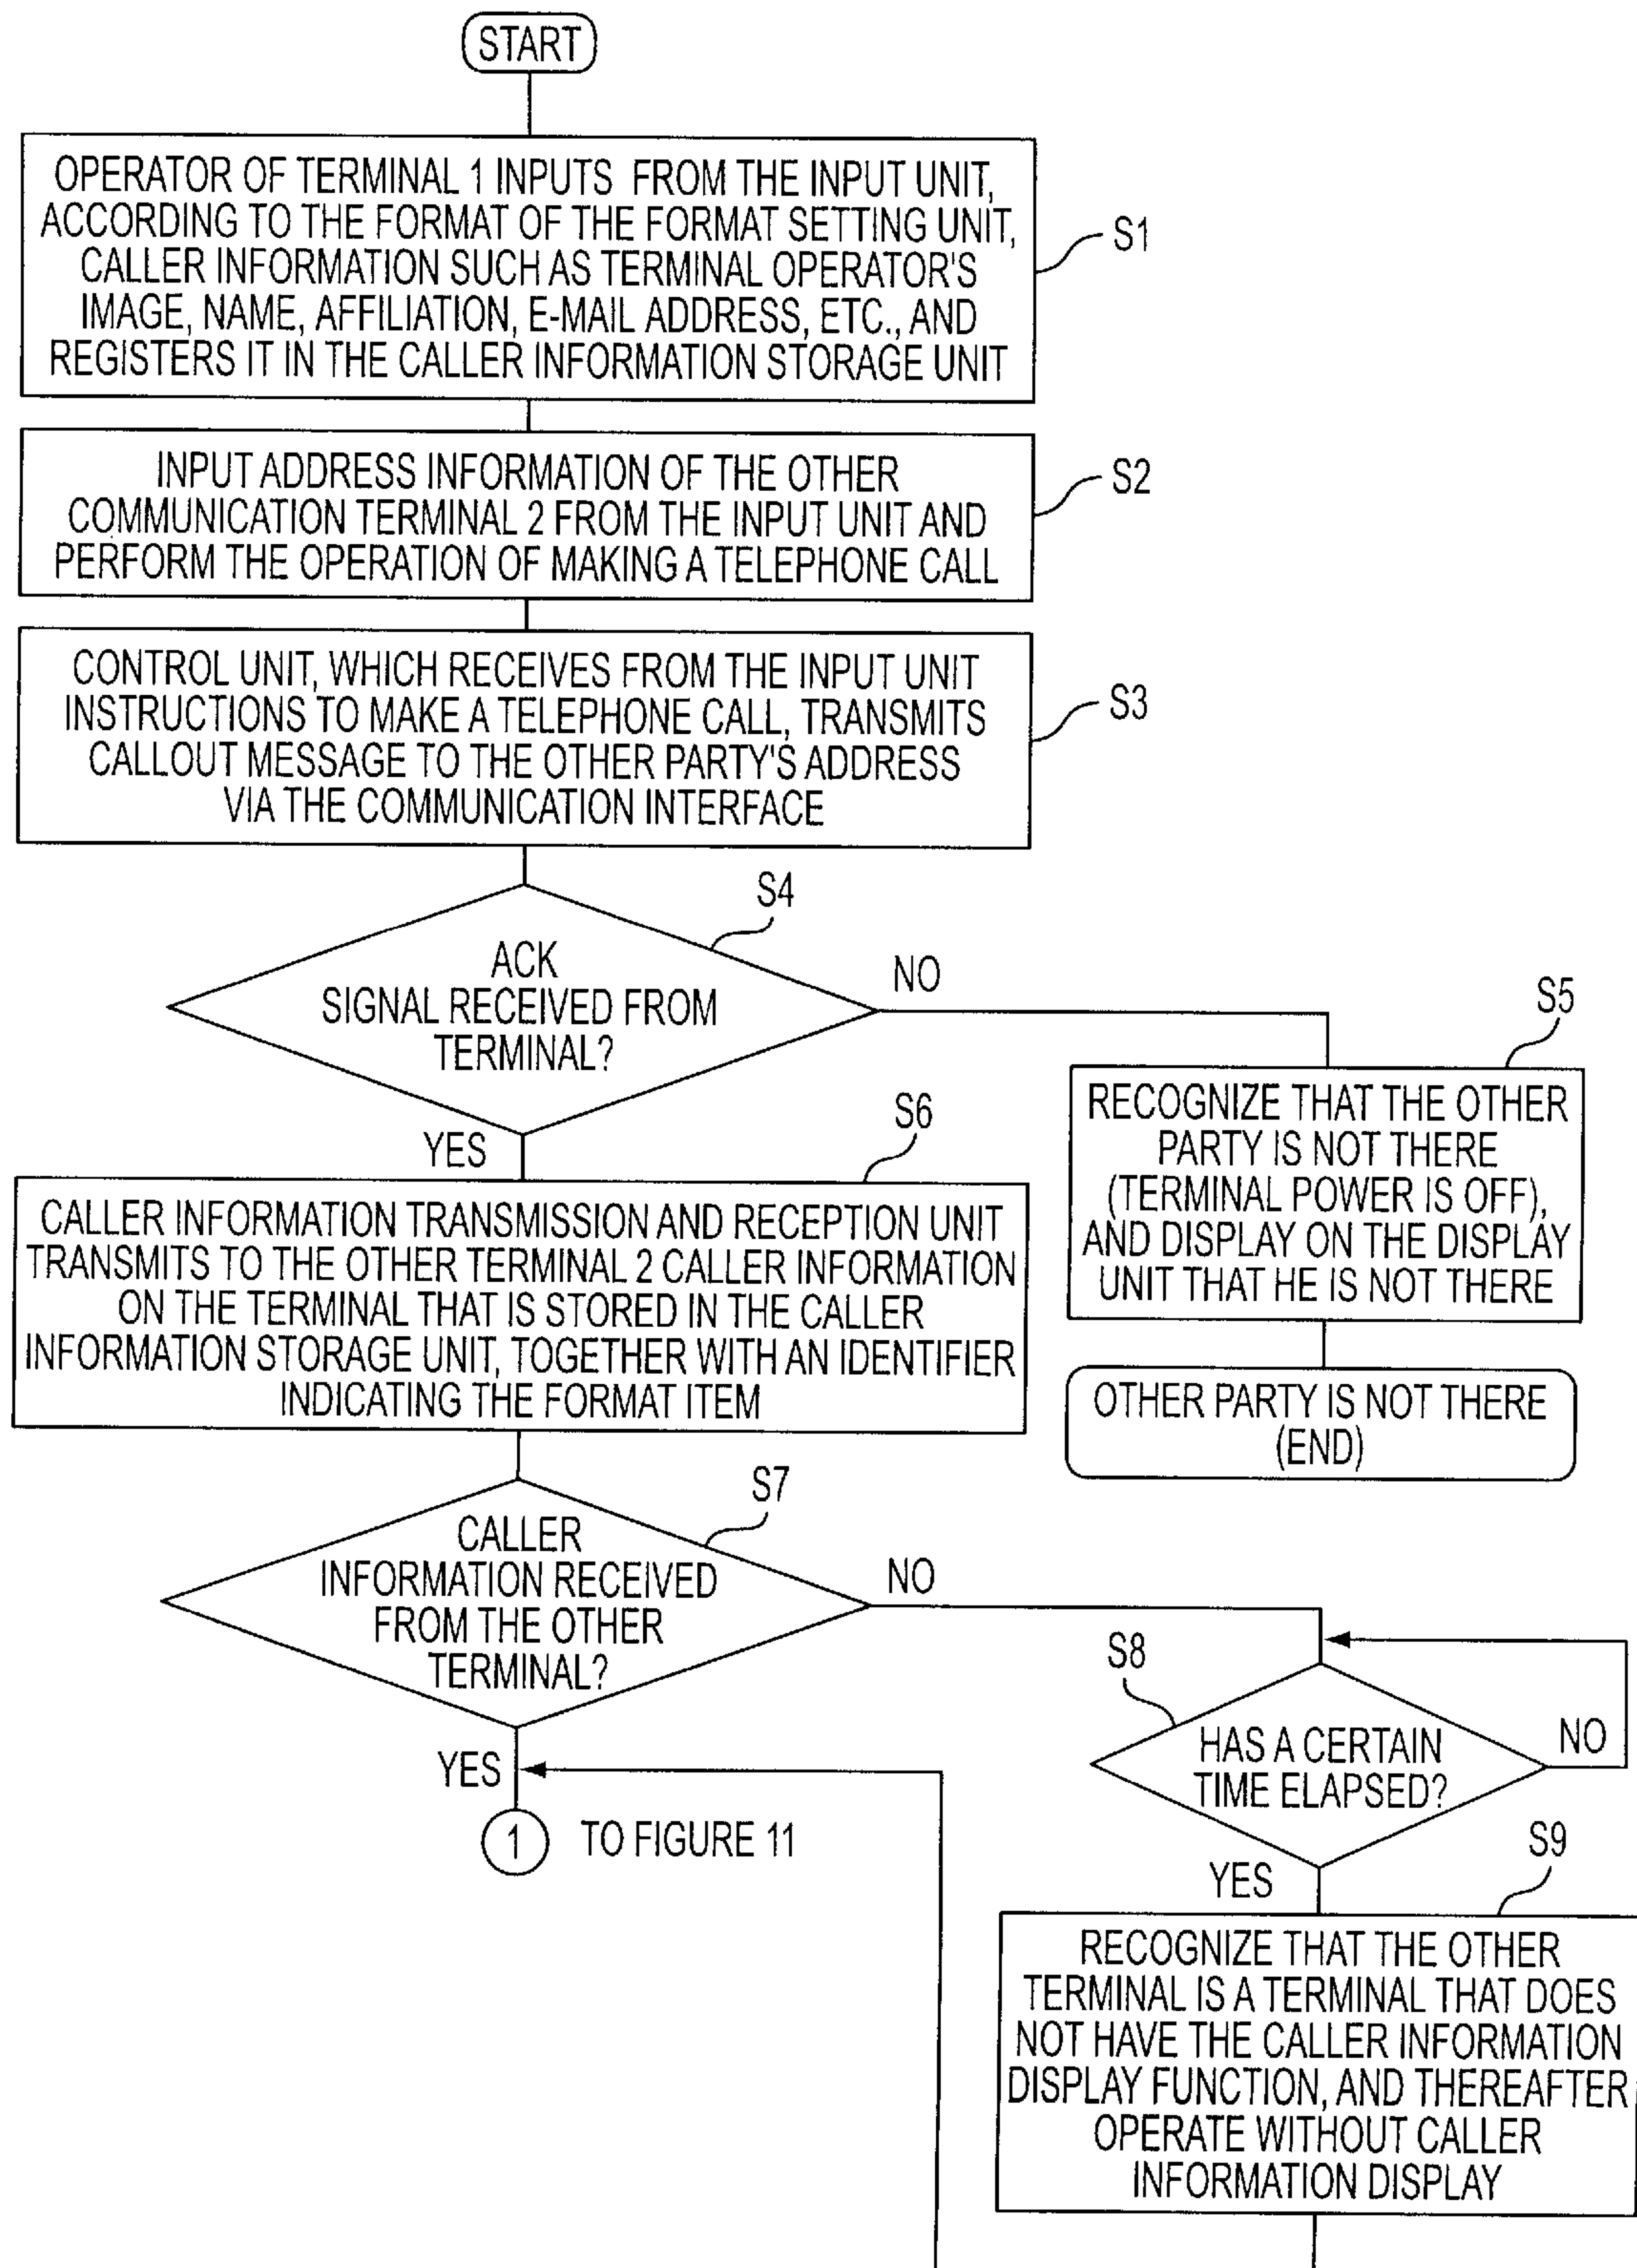 START
OPERATOR OF TERMINAL 1 INPUTS FROM THE INPUT UNIT,
ACCORDING TO THE FORMAT OF THE FORMAT SETTING UNIT,
CALLER INFORMATION SUCH AS TERMINAL OPERATOR'S
IMAGE, NAME, AFFILIATION, E-MAIL ADDRESS, ETC., AND
REGISTERS IT IN THE CALLER INFORMATION STORAGE UNIT
S1
INPUT ADDRESS INFORMATION OF THE OTHER
COMMUNICATION TERMINAL 2 FROM THE INPUT UNIT AND
PERFORM THE OPERATION OF MAKING A TELEPHONE CALL
S2
CONTROL UNIT, WHICH RECEIVES FROM THE INPUT UNIT
INSTRUCTIONS TO MAKE A TELEPHONE CALL, TRANSMITS
CALLOUT MESSAGE TO THE OTHER PARTY'S ADDRESS
VIA THE COMMUNICATION INTERFACE
S3
S4
ACK
SIGNAL RECEIVED FROM
TERMINAL?
NO
YES
S5
RECOGNIZE THAT THE OTHER
PARTY IS NOT THERE
(TERMINAL POWER IS OFF),
AND DISPLAY ON THE DISPLAY
UNIT THAT HE IS NOT THERE
OTHER PARTY IS NOT THERE
(END)
S6
CALLER INFORMATION TRANSMISSION AND RECEPTION UNIT
TRANSMITS TO THE OTHER TERMINAL 2 CALLER INFORMATION
ON THE TERMINAL THAT IS STORED IN THE CALLER
INFORMATION STORAGE UNIT, TOGETHER WITH AN IDENTIFIER
INDICATING THE FORMAT ITEM
S7
CALLER
INFORMATION RECEIVED
FROM THE OTHER
TERMINAL?
NO
YES
1
TO FIGURE 11
S8
HAS A CERTAIN
TIME ELAPSED?
NO
YES
S9
RECOGNIZE THAT THE OTHER
TERMINAL IS A TERMINAL THAT DOES
NOT HAVE THE CALLER INFORMATION
DISPLAY FUNCTION, AND THEREAFTER
OPERATE WITHOUT CALLER
INFORMATION DISPLAY